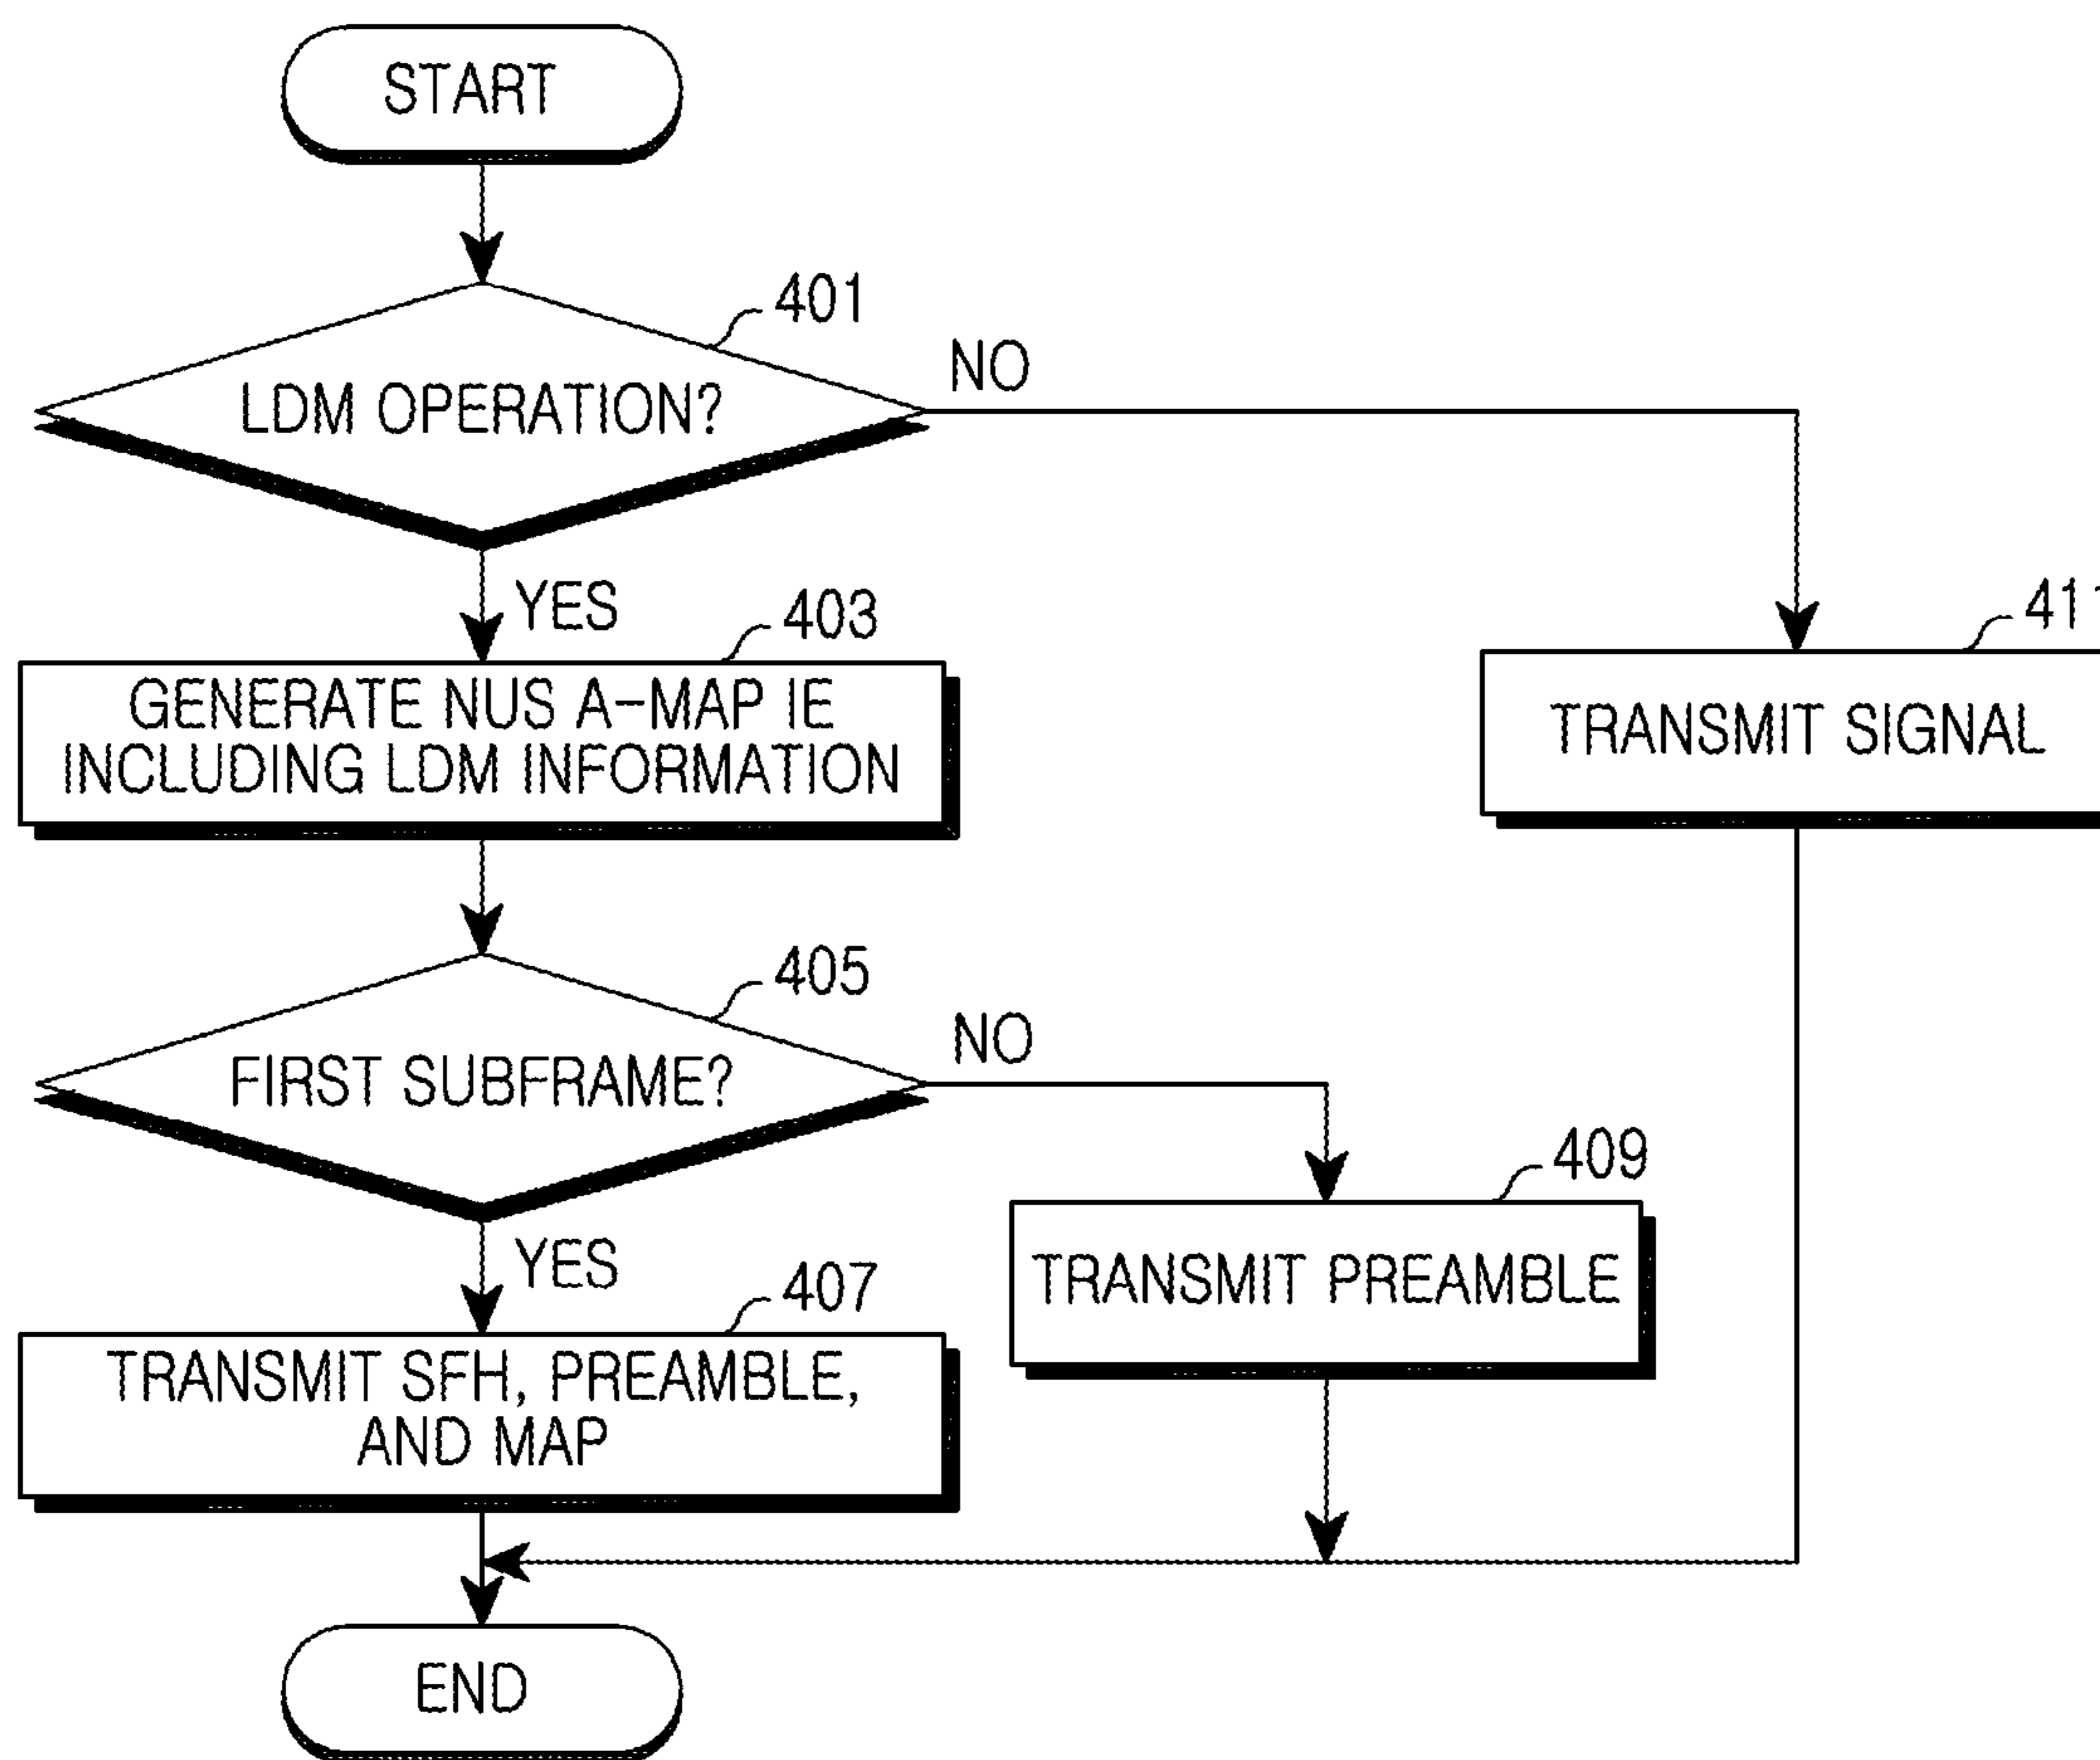 START
401
LDM OPERATION?
NO
YES
403
GENERATE NUS A-MAP IE
INCLUDING LDM INFORMATION
411
TRANSMIT SIGNAL
405
FIRST SUBFRAME?
NO
409
TRANSMIT PREAMBLE
YES
407
TRANSMIT SFH, PREAMBLE,
AND MAP
END